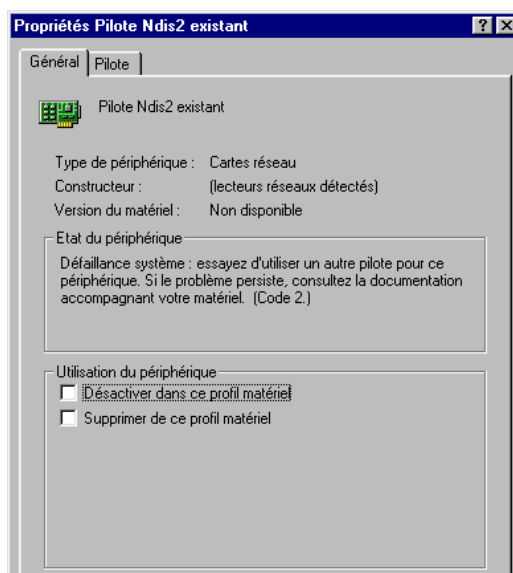 Propriétés Pilote Ndis2 existant
Général
Pilote
Pilote Ndis2 existant
Type de périphérique : Cartes réseau
Constructeur : (lecteurs réseaux détectés)
Version du matériel : Non disponible
Etat du périphérique
Défaillance système : essayez d'utiliser un autre pilote pour ce
périphérique. Si le problème persiste, consultez la documentation
accompagnant votre matériel. (Code 2.)
Utilisation du périphérique
Désactiver dans ce profil matériel
Supprimer de ce profil matériel